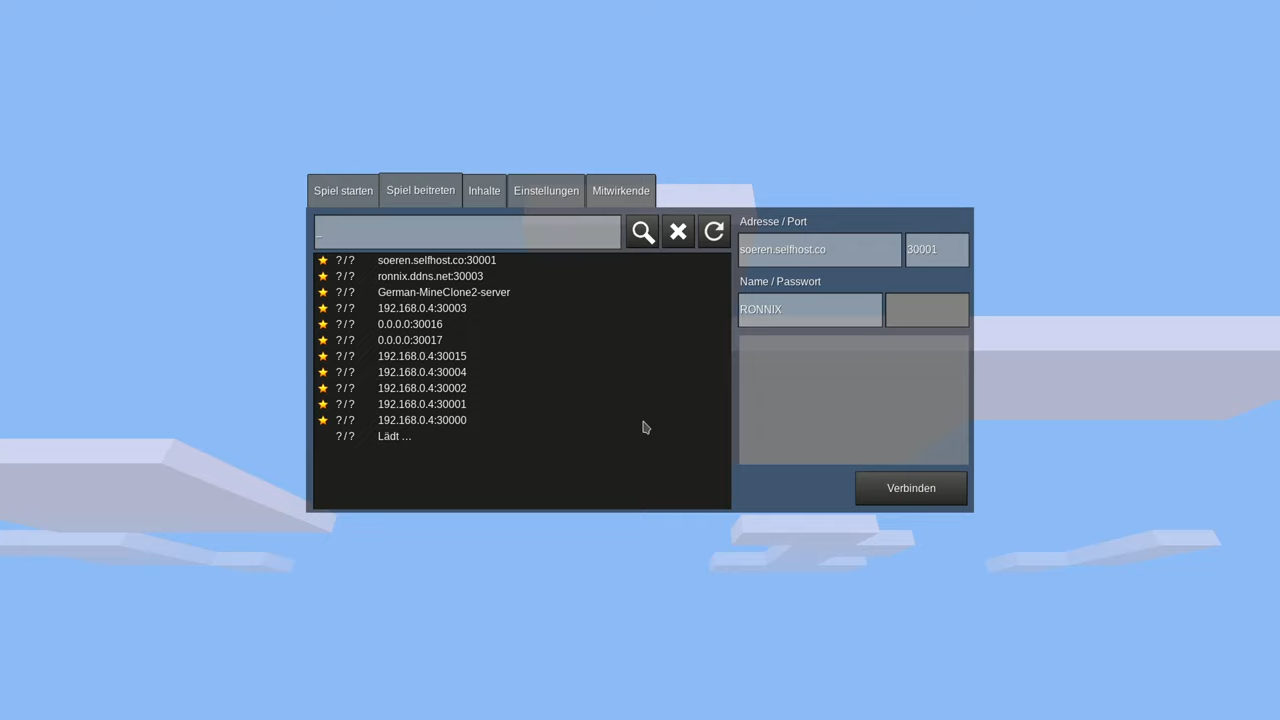 Spiel starten Spiel beitreten Inhalte Einstellungen Mitwirkende
_
Adresse / Port
soeren.selfhost.co 30001
Name / Passwort
RONNIX
? / ? soeren.selfhost.co:30001
? / ? ronnix.ddns.net:30003
? / ? German-MineClone2-server
? / ? 192.168.0.4:30003
? / ? 0.0.0.0:30016
? / ? 0.0.0.0:30017
? / ? 192.168.0.4:30015
? / ? 192.168.0.4:30004
? / ? 192.168.0.4:30002
? / ? 192.168.0.4:30001
? / ? 192.168.0.4:30000
? / ? Lädt ...
Verbinden